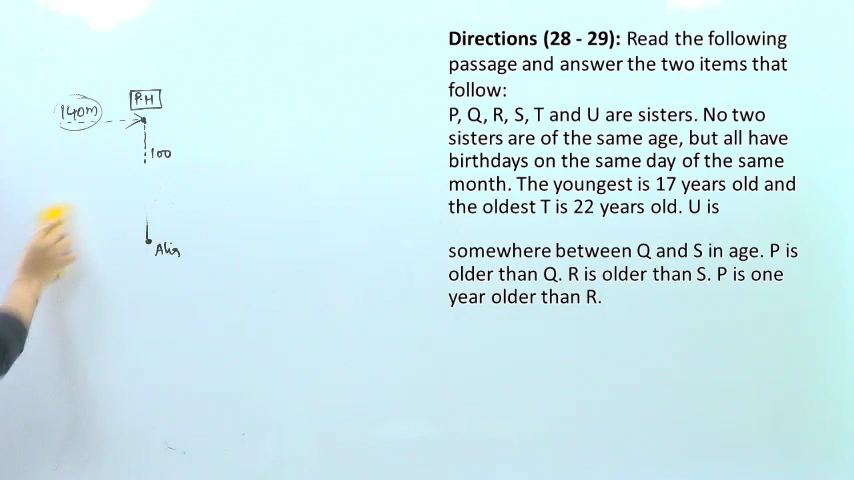 P.H
140m
100
Alia
Directions (28 - 29): Read the following
passage and answer the two items that
follow:
P, Q, R, S, T and U are sisters. No two
sisters are of the same age, but all have
birthdays on the same day of the same
month. The youngest is 17 years old and
the oldest T is 22 years old. U is
somewhere between Q and S in age. P is
older than Q. R is older than S. P is one
year older than R.